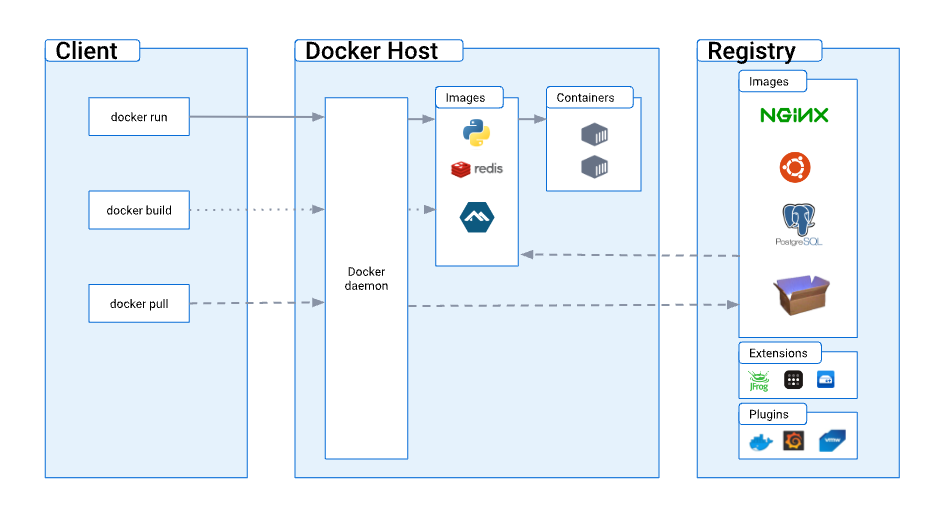 Client
docker run
docker build
docker pull
Docker Host
Docker
daemon
Images
redis
Containers
Registry
Images
NGINX
PostgreSQL
Extensions
JFrog
Plugins
vmw